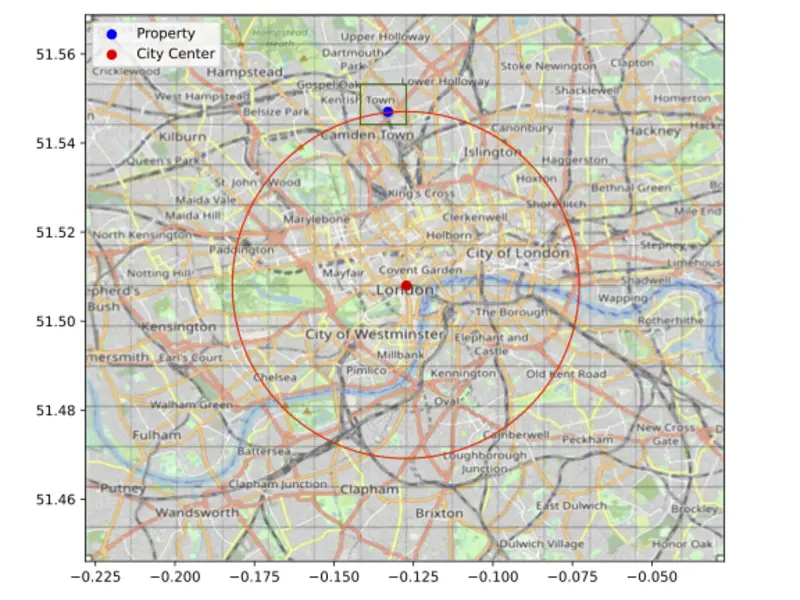 Property
City Center
51.56
51.54
51.52
51.50
51.48
51.46
−0.225
−0.200
−0.175
−0.150
−0.125
−0.100
−0.075
−0.050
Hampstead
Heath
Upper Holloway
Dartmouth
Park
Stoke Newington
Clapton
Cricklewood
Hampstead
Gospel Oak
Lower Holloway
Shacklewell
West Hampstead
Kentish Town
Homerton
Belsize Park
Kilburn
Camden Town
Canonbury
Hackney
Queen's Park
Islington
Haggerston
St. John's Wood
Hoxton
Bethnal Green
Maida Vale
King's Cross
Shoreditch
Maida Hill
Marylebone
Clerkenwell
Mile End
North Kensington
Holborn
Paddington
City of London
Stepney
Notting Hill
Mayfair
Covent Garden
Limehous
epherd's
Bush
London
Shadwell
Wapping
The Borough
Rotherhithe
Kensington
City of Westminster
Elephant and
Castle
mersmith
Earl's Court
Millbank
Chelsea
Pimlico
Kennington
Old Kent Road
Walham Green
Oval
Fulham
Camberwell
Peckham
New Cross
Gate
Battersea
Loughborough
Junction
Putney
Clapham Junction
Clapham
Wandsworth
Brixton
East Dulwich
Brockley
Dulwich Village
Honor Oak